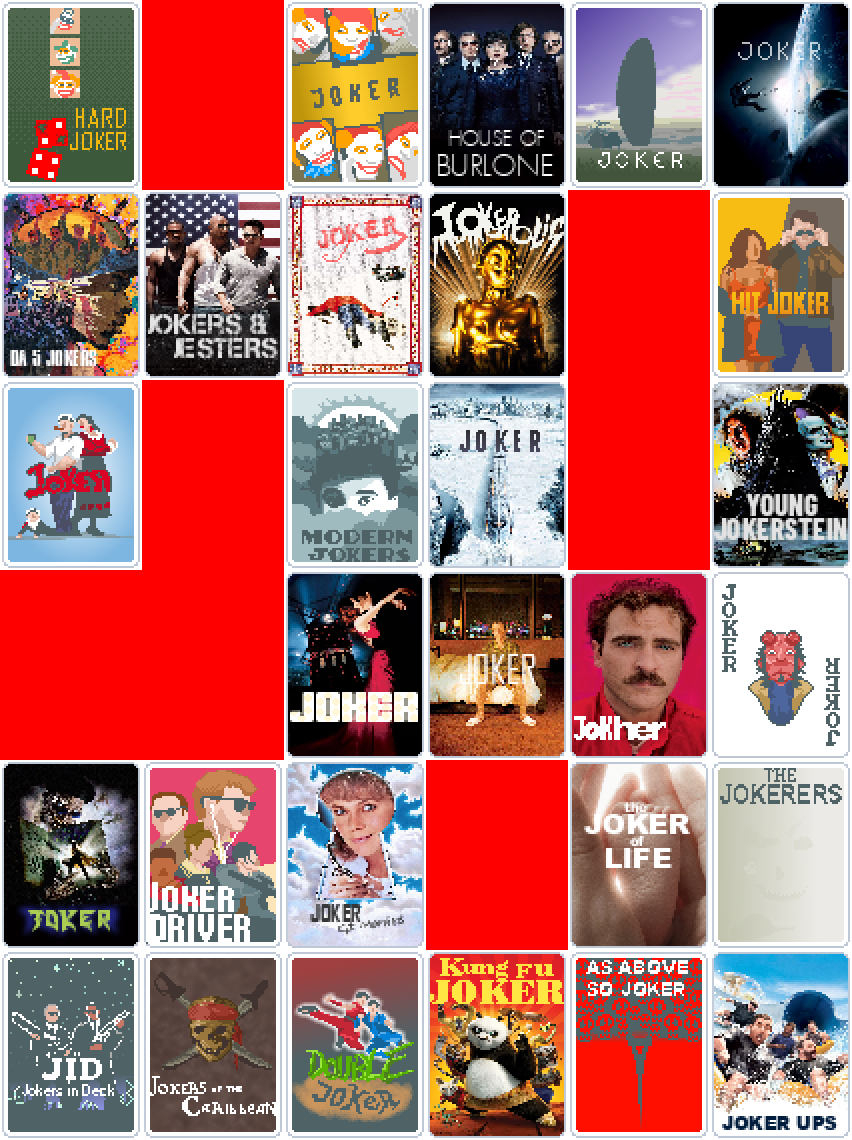 HARD
JOKER
JOKER
HOUSE OF
BURLONE
JOKER
JOKER
DA 5 JOKERS
JOKERS &
JESTERS
JOKER
JOKEPOLIS
HIT JOKER
JOKER
MODERN
JOKERS
JOKER
YOUNG
JOKERSTEIN
JOKER
JOKER
Jokher
JOKER
JOKER
JOKER
JOKER
DRIVER
JOKER
the
JOKER
of
LIFE
THE
JOKERERS
JID
Jokers in Deck
JOKERS OF THE
CARIBBEAN
DOUBLE
JOKER
Kung FU
JOKER
AS ABOVE
SO JOKER
JOKER UPS